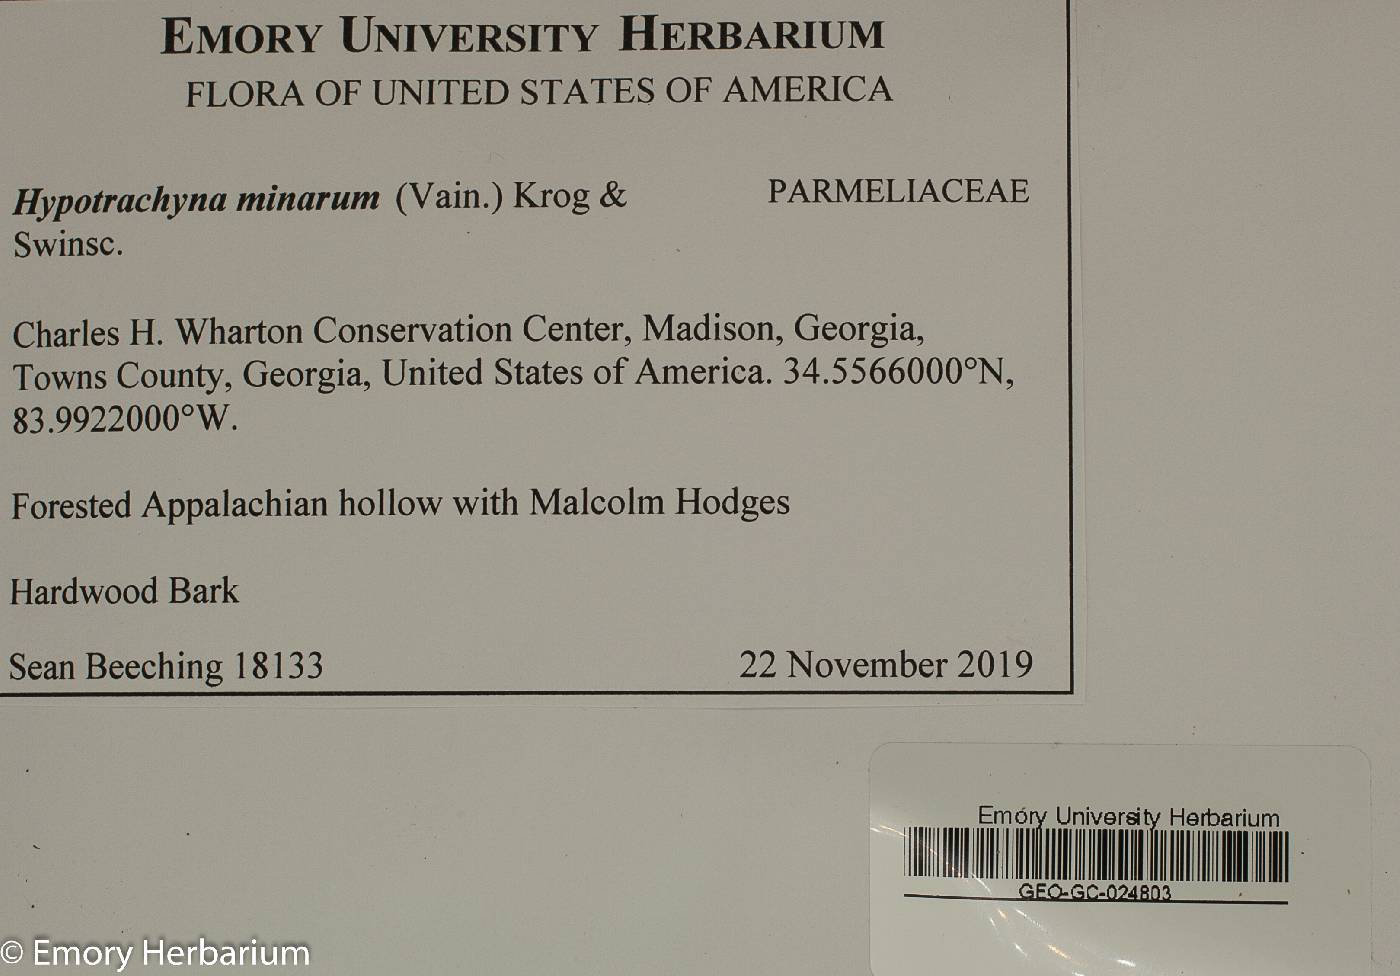 EMORY UNIVERSITY HERBARIUM
FLORA OF UNITED STATES OF AMERICA
Hypotrachyna minarum (Vain.) Krog & PARMELIACEAE
Swinsc.
Charles H. Wharton Conservation Center, Madison, Georgia,
Towns County, Georgia, United States of America. 34.5566000°N,
83.9922000°W.
Forested Appalachian hollow with Malcolm Hodges
Hardwood Bark
Sean Beeching 18133 22 November 2019
Emory University Herbarium
GEO-GC-024803
© Emory Herbarium